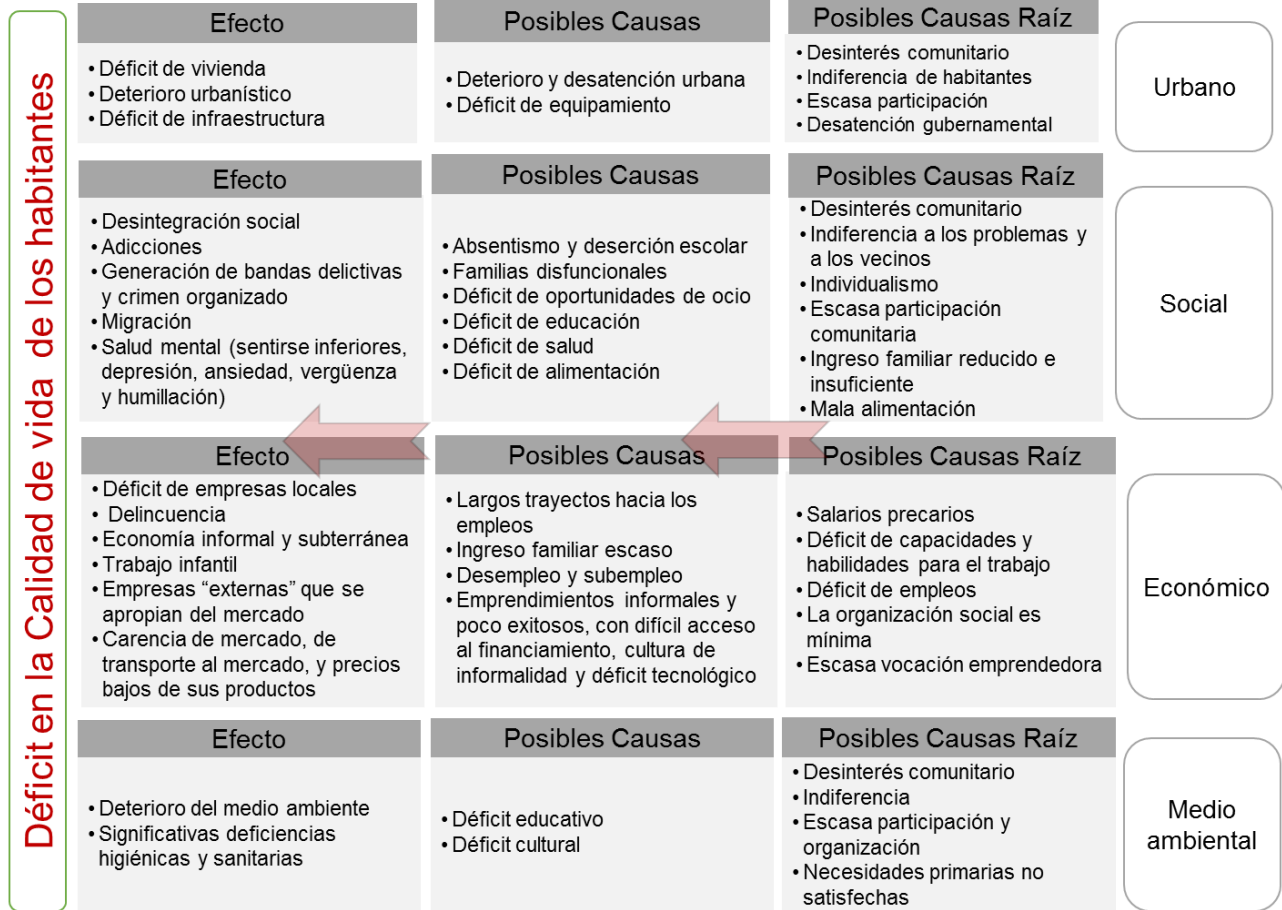 Déficit en la Calidad de vida de los habitantes
Efecto
• Déficit de vivienda
• Deterioro urbanístico
• Déficit de infraestructura
Posibles Causas
• Deterioro y desatención urbana
• Déficit de equipamiento
Posibles Causas Raíz
• Desinterés comunitario
• Indiferencia de habitantes
• Escasa participación
• Desatención gubernamental
Urbano
Efecto
• Desintegración social
• Adicciones
• Generación de bandas delictivas
y crimen organizado
• Migración
• Salud mental (sentirse inferiores,
depresión, ansiedad, vergüenza
y humillación)
Posibles Causas
• Absentismo y deserción escolar
• Familias disfuncionales
• Déficit de oportunidades de ocio
• Déficit de educación
• Déficit de salud
• Déficit de alimentación
Posibles Causas Raíz
• Desinterés comunitario
• Indiferencia a los problemas y
a los vecinos
• Individualismo
• Escasa participación
comunitaria
• Ingreso familiar reducido e
insuficiente
• Mala alimentación
Social
Efecto
• Déficit de empresas locales
• Delincuencia
• Economía informal y subterránea
• Trabajo infantil
• Empresas “externas” que se
apropian del mercado
• Carencia de mercado, de
transporte al mercado, y precios
bajos de sus productos
Posibles Causas
• Largos trayectos hacia los
empleos
• Ingreso familiar escaso
• Desempleo y subempleo
• Emprendimientos informales y
poco exitosos, con difícil acceso
al financiamiento, cultura de
informalidad y déficit tecnológico
Posibles Causas Raíz
• Salarios precarios
• Déficit de capacidades y
habilidades para el trabajo
• Déficit de empleos
• La organización social es
mínima
• Escasa vocación emprendedora
Económico
Efecto
• Deterioro del medio ambiente
• Significativas deficiencias
higiénicas y sanitarias
Posibles Causas
• Déficit educativo
• Déficit cultural
Posibles Causas Raíz
• Desinterés comunitario
• Indiferencia
• Escasa participación y
organización
• Necesidades primarias no
satisfechas
Medio
ambiental